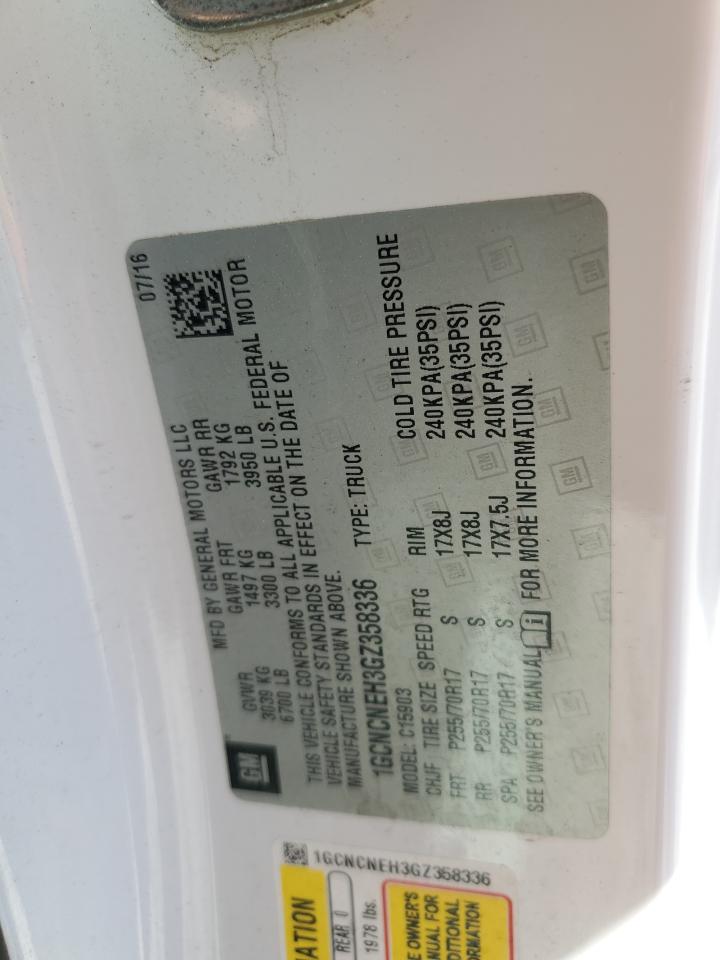 GM
MFD BY GENERAL MOTORS LLC 07/16
GVWR GAWR FRT GAWR RR
3039 KG 1497 KG 1792 KG
6700 LB 3300 LB 3950 LB
THIS VEHICLE CONFORMS TO ALL APPLICABLE U.S. FEDERAL MOTOR
VEHICLE SAFETY STANDARDS IN EFFECT ON THE DATE OF
MANUFACTURE SHOWN ABOVE.
1GCNCNEH3GZ358336 TYPE: TRUCK
MODEL: C15903
CHJF TIRE SIZE SPEED RTG RIM COLD TIRE PRESSURE
FRT P255/70R17 S 17X8J 240KPA(35PSI)
RR P255/70R17 S 17X8J 240KPA(35PSI)
SPA P255/70R17 S 17X7.5J 240KPA(35PSI)
SEE OWNER'S MANUAL FOR MORE INFORMATION.
1GCNCNEH3GZ358336
ATION
REAR 0
1978 lbs.
E OWNER'S
NUAL FOR
DITIONAL
ORMATION